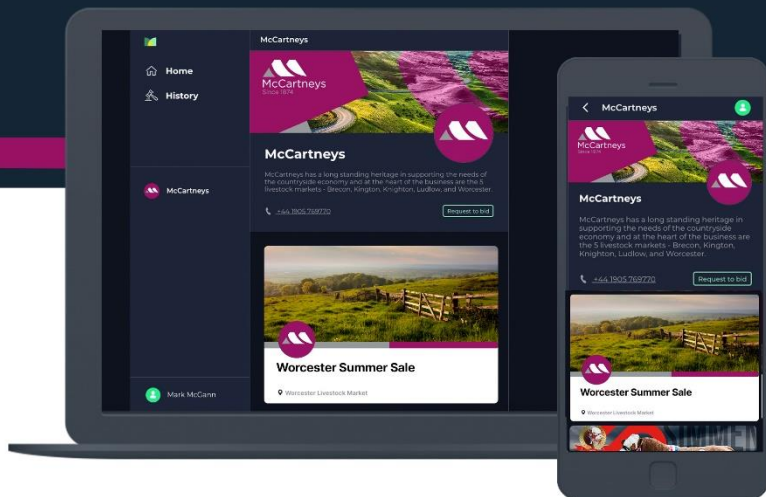 McCartneys
Home
History
McCartneys
Since 1874
McCartneys
McCartneys has a long standing heritage in supporting the needs of
the countryside economy and at the heart of the business are the 5
livestock markets - Brecon, Kington, Knighton, Ludlow, and Worcester.
+44 1905 769770
Request to bid
McCartneys
Worcester Summer Sale
Worcester Livestock Market
Mark McCann
McCartneys
McCartneys
Since 1874
McCartneys
McCartneys has a long standing heritage in
supporting the needs of the countryside
economy and at the heart of the business are
the 5 livestock markets - Brecon, Kington,
Knighton, Ludlow, and Worcester.
+44 1905 769770
Request to bid
Worcester Summer Sale
Worcester Livestock Market